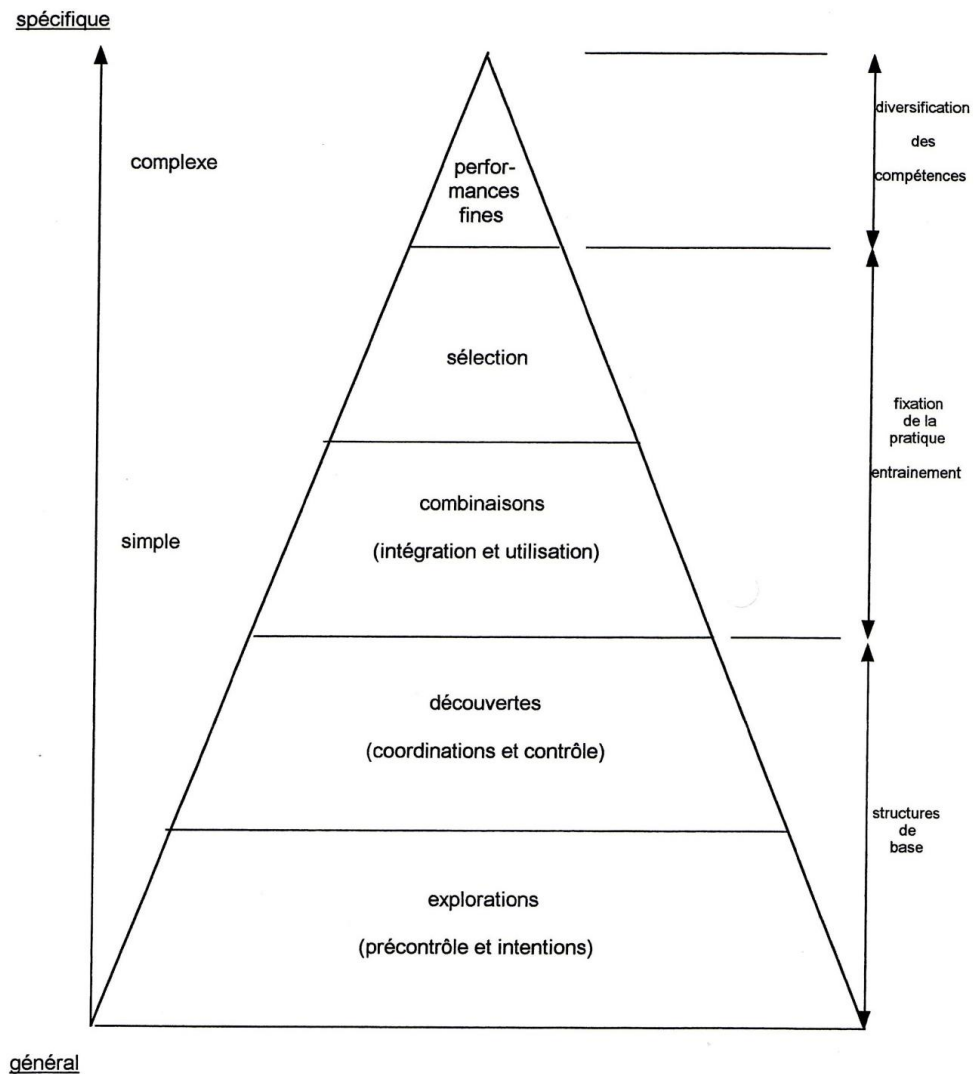 spécifique
complexe
perfor-
mances
fines
diversification
des
compétences
sélection
fixation
de la
pratique
entrainement
combinaisons
(intégration et utilisation)
simple
découvertes
(coordinations et contrôle)
structures
de
base
explorations
(précontrôle et intentions)
général